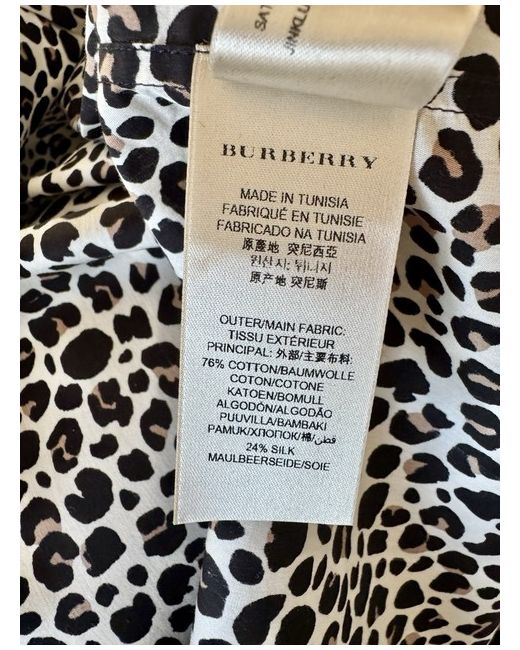 SAT
JINKLU
BURBERRY
MADE IN TUNISIA
FABRIQUÉ EN TUNISIE
FABRICADO NA TUNISIA
原產地 突尼西亞
원산지: 튀니지
原产地 突尼斯
OUTER/MAIN FABRIC:
TISSU EXTÉRIEUR
PRINCIPAL: 外部/主要布料:
76% COTTON/BAUMWOLLE
COTON/COTONE
KATOEN/BOMULL
ALGODÓN/ALGODÃO
PUUVILLA/BAMBAKI
PAMUK/ХЛОПОК/棉/قطن
24% SILK
MAULBEERSEIDE/SOIE